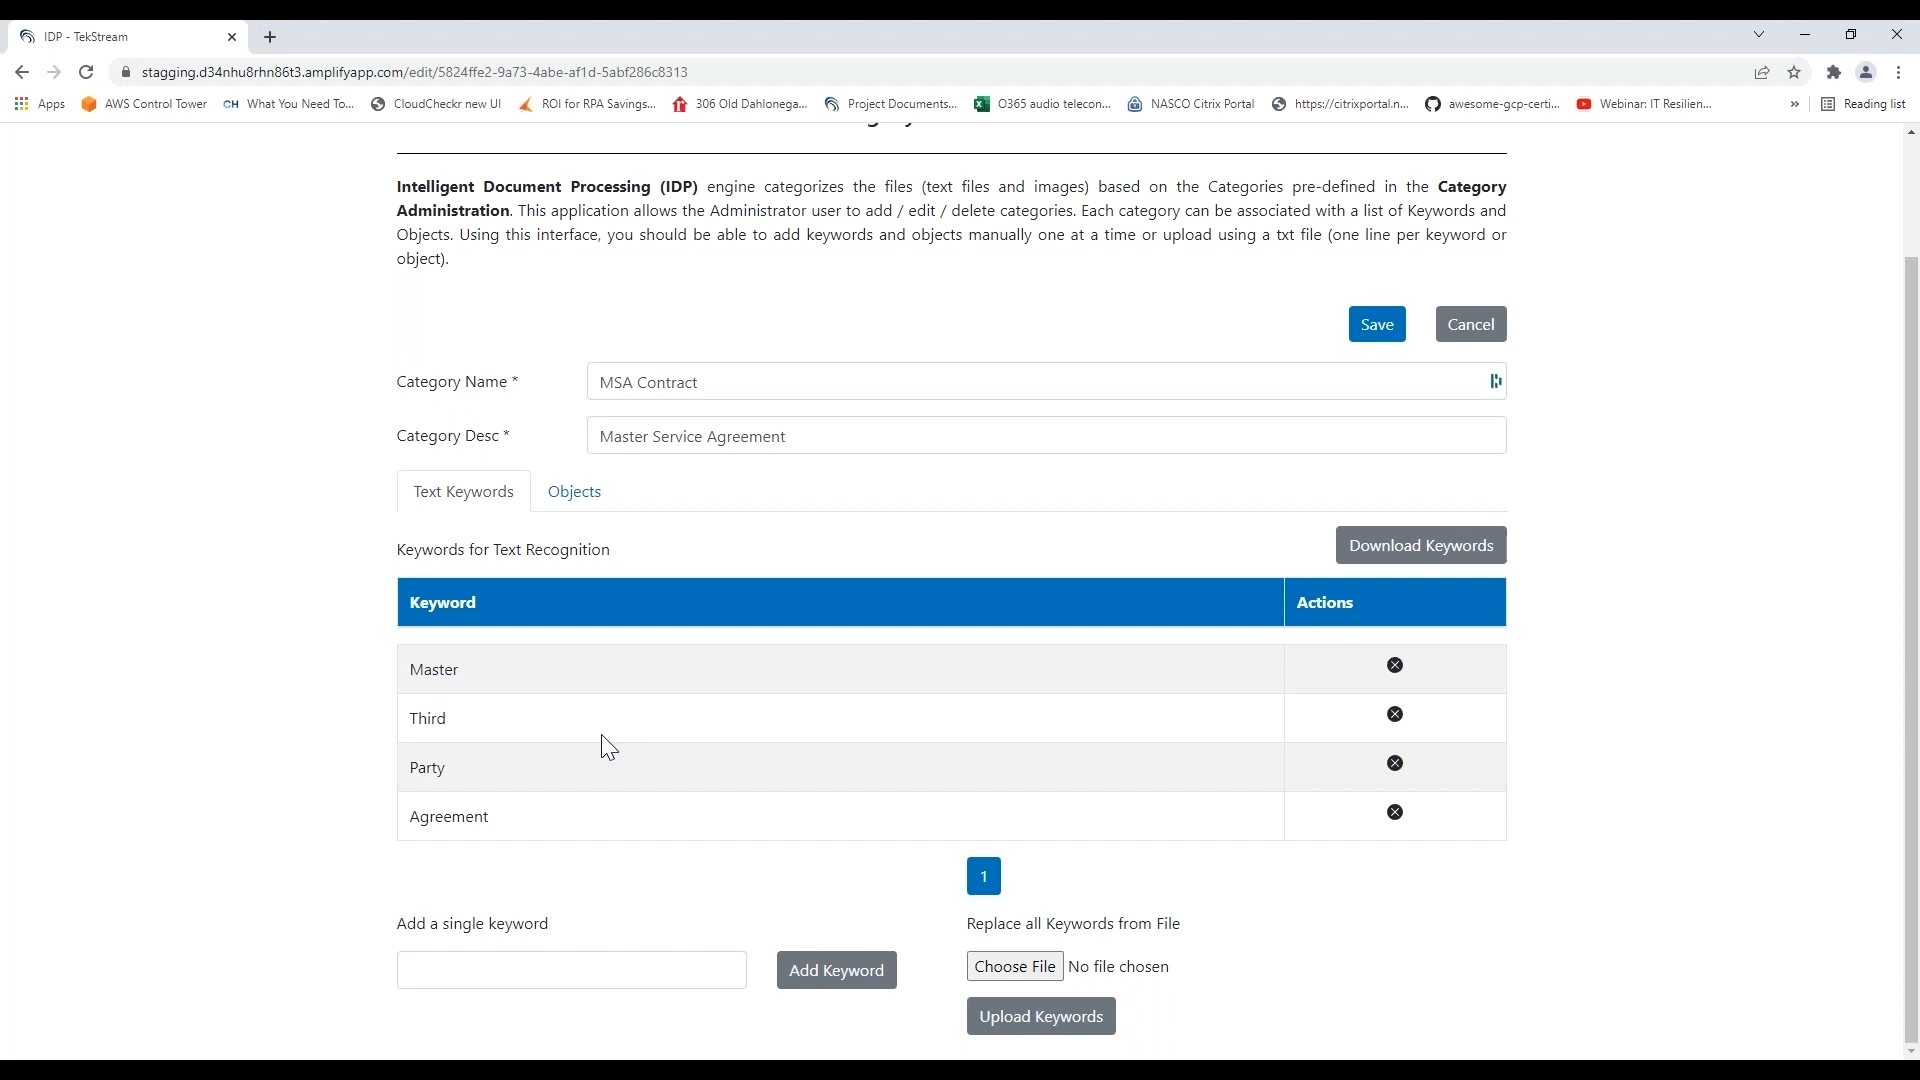 IDP - TekStream
stagging.d34nhu8rhn86t3.amplifyapp.com/edit/5824ffe2-9a73-4abe-af1d-5abf286c8313
Apps AWS Control Tower CH What You Need To... CloudCheckr new UI ROI for RPA Savings... 306 Old Dahlonega... Project Documents... O365 audio telecon... NASCO Citrix Portal https://citrixportal.n... awesome-gcp-certi... Webinar: IT Resilien... » Reading list
Intelligent Document Processing (IDP) engine categorizes the files (text files and images) based on the Categories pre-defined in the Category
Administration. This application allows the Administrator user to add / edit / delete categories. Each category can be associated with a list of Keywords and
Objects. Using this interface, you should be able to add keywords and objects manually one at a time or upload using a txt file (one line per keyword or
object).
Save Cancel
Category Name * MSA Contract
Category Desc * Master Service Agreement
Text Keywords Objects
Keywords for Text Recognition Download Keywords
Keyword Actions
Master
Third
Party
Agreement
1
Add a single keyword Replace all Keywords from File
Add Keyword Choose File No file chosen
Upload Keywords